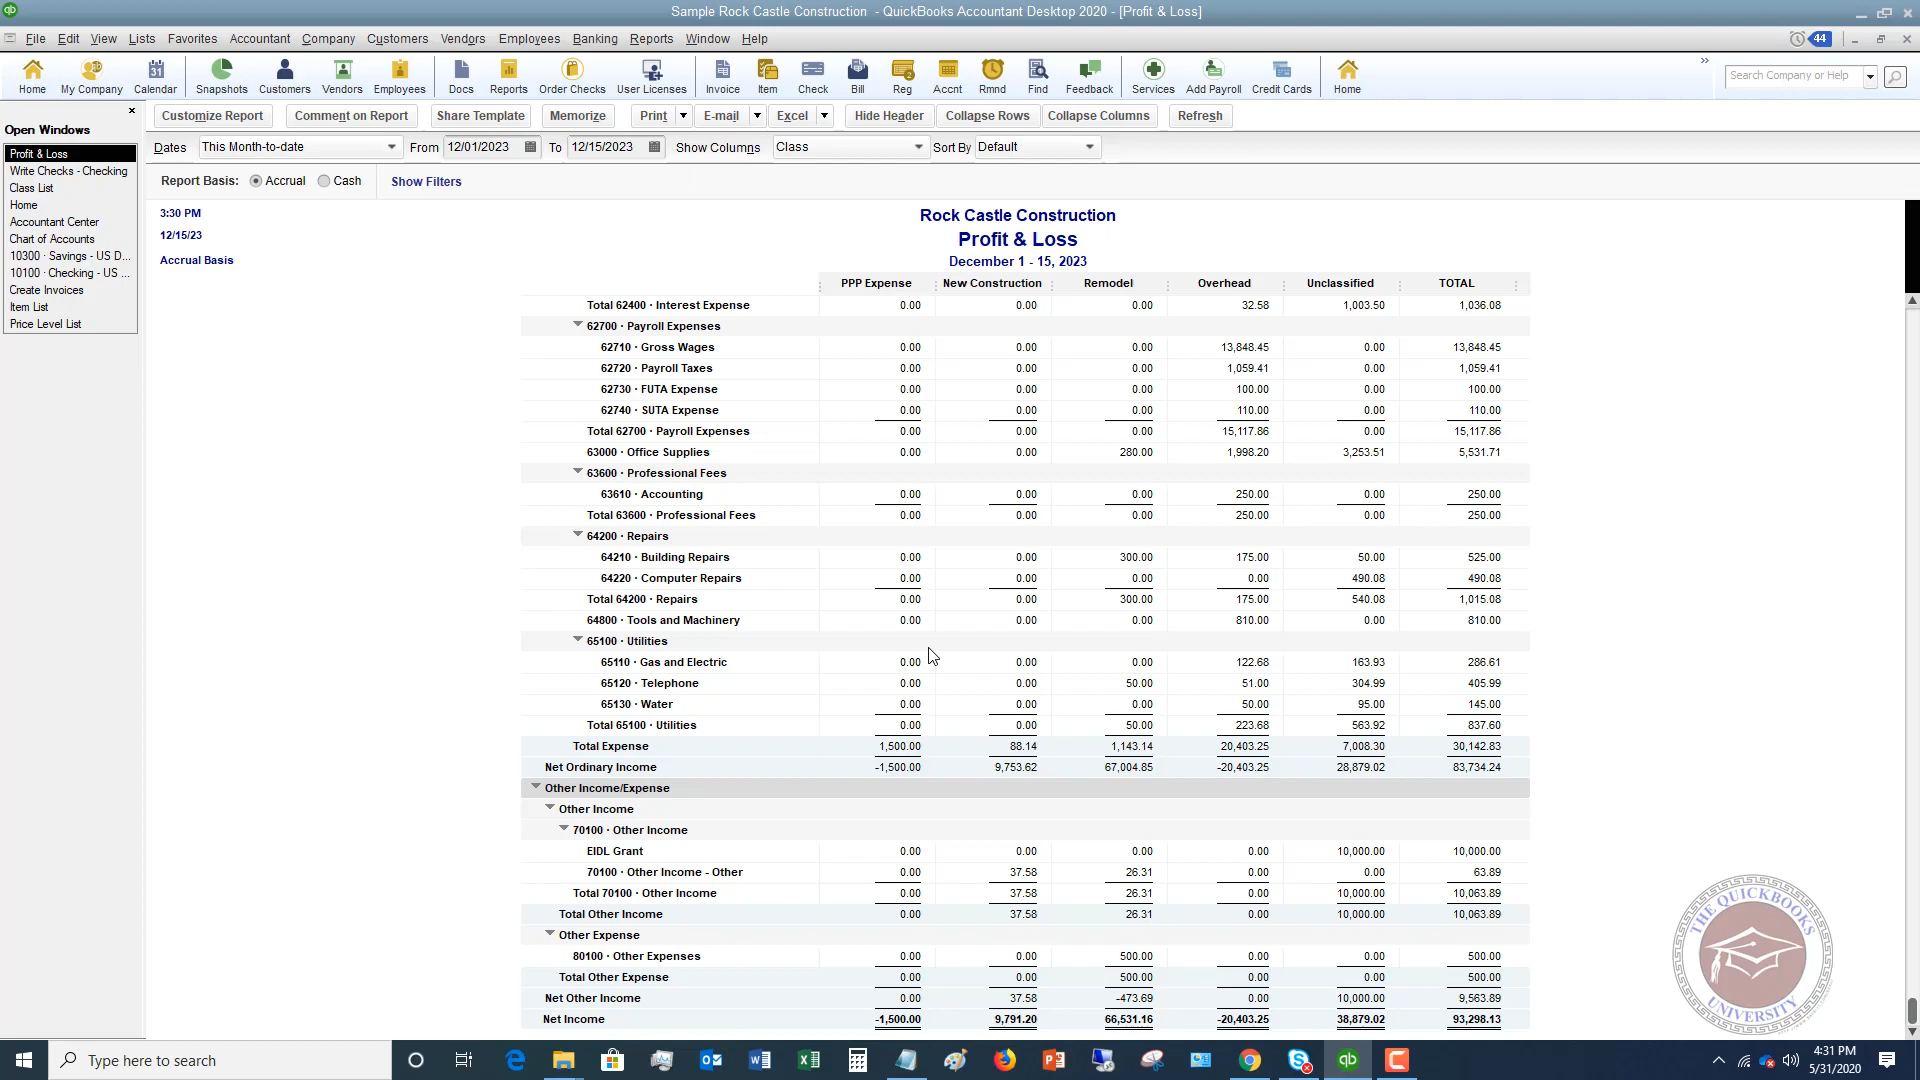 Sample Rock Castle Construction - QuickBooks Accountant Desktop 2020 - [Profit & Loss]
File Edit View Lists Favorites Accountant Company Customers Vendors Employees Banking Reports Window Help 44
Home My Company Calendar Snapshots Customers Vendors Employees Docs Reports Order Checks User Licenses Invoice Item Check Bill Reg Accnt Rmnd Find Feedback Services Add Payroll Credit Cards Home
Search Company or Help
Open Windows
Profit & Loss
Write Checks - Checking
Class List
Home
Accountant Center
Chart of Accounts
10300 · Savings - US D...
10100 · Checking - US ...
Create Invoices
Item List
Price Level List
Customize Report Comment on Report Share Template Memorize Print E-mail Excel Hide Header Collapse Rows Collapse Columns Refresh
Dates This Month-to-date From 12/01/2023 To 12/15/2023 Show Columns Class Sort By Default
Report Basis: Accrual Cash Show Filters
3:30 PM
12/15/23
Accrual Basis
Rock Castle Construction
Profit & Loss
December 1 - 15, 2023
PPP Expense New Construction Remodel Overhead Unclassified TOTAL
Total 62400 · Interest Expense 0.00 0.00 0.00 32.58 1,003.50 1,036.08
62700 · Payroll Expenses
62710 · Gross Wages 0.00 0.00 0.00 13,848.45 0.00 13,848.45
62720 · Payroll Taxes 0.00 0.00 0.00 1,059.41 0.00 1,059.41
62730 · FUTA Expense 0.00 0.00 0.00 100.00 0.00 100.00
62740 · SUTA Expense 0.00 0.00 0.00 110.00 0.00 110.00
Total 62700 · Payroll Expenses 0.00 0.00 0.00 15,117.86 0.00 15,117.86
63000 · Office Supplies 0.00 0.00 280.00 1,998.20 3,253.51 5,531.71
63600 · Professional Fees
63610 · Accounting 0.00 0.00 0.00 250.00 0.00 250.00
Total 63600 · Professional Fees 0.00 0.00 0.00 250.00 0.00 250.00
64200 · Repairs
64210 · Building Repairs 0.00 0.00 300.00 175.00 50.00 525.00
64220 · Computer Repairs 0.00 0.00 0.00 0.00 490.08 490.08
Total 64200 · Repairs 0.00 0.00 300.00 175.00 540.08 1,015.08
64800 · Tools and Machinery 0.00 0.00 0.00 810.00 0.00 810.00
65100 · Utilities
65110 · Gas and Electric 0.00 0.00 0.00 122.68 163.93 286.61
65120 · Telephone 0.00 0.00 50.00 51.00 304.99 405.99
65130 · Water 0.00 0.00 0.00 50.00 95.00 145.00
Total 65100 · Utilities 0.00 0.00 50.00 223.68 563.92 837.60
Total Expense 1,500.00 88.14 1,143.14 20,403.25 7,008.30 30,142.83
Net Ordinary Income -1,500.00 9,753.62 67,004.85 -20,403.25 28,879.02 83,734.24
Other Income/Expense
Other Income
70100 · Other Income
EIDL Grant 0.00 0.00 0.00 0.00 10,000.00 10,000.00
70100 · Other Income - Other 0.00 37.58 26.31 0.00 0.00 63.89
Total 70100 · Other Income 0.00 37.58 26.31 0.00 10,000.00 10,063.89
Total Other Income 0.00 37.58 26.31 0.00 10,000.00 10,063.89
Other Expense
80100 · Other Expenses 0.00 0.00 500.00 0.00 0.00 500.00
Total Other Expense 0.00 0.00 500.00 0.00 0.00 500.00
Net Other Income 0.00 37.58 -473.69 0.00 10,000.00 9,563.89
Net Income -1,500.00 9,791.20 66,531.16 -20,403.25 38,879.02 93,298.13
THE QUICKBOOKS
UNIVERSITY
Type here to search
4:31 PM
5/31/2020